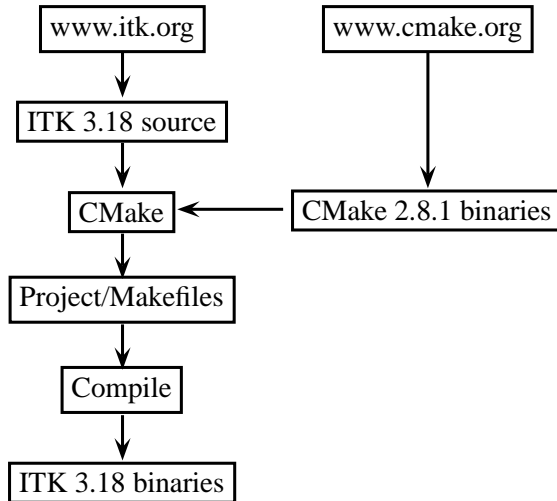 www.itk.org
www.cmake.org
ITK 3.18 source
CMake
CMake 2.8.1 binaries
Project/Makefiles
Compile
ITK 3.18 binaries